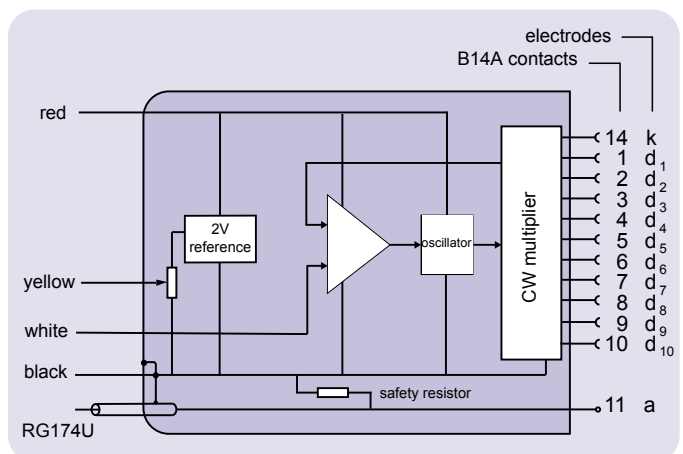 electrodes
B14A contacts
red
2V
reference
yellow
white
black
RG174U
oscillator
CW multiplier
safety resistor
14 k
1 d1
2 d2
3 d3
4 d4
5 d5
6 d6
7 d7
8 d8
9 d9
10 d10
11 a